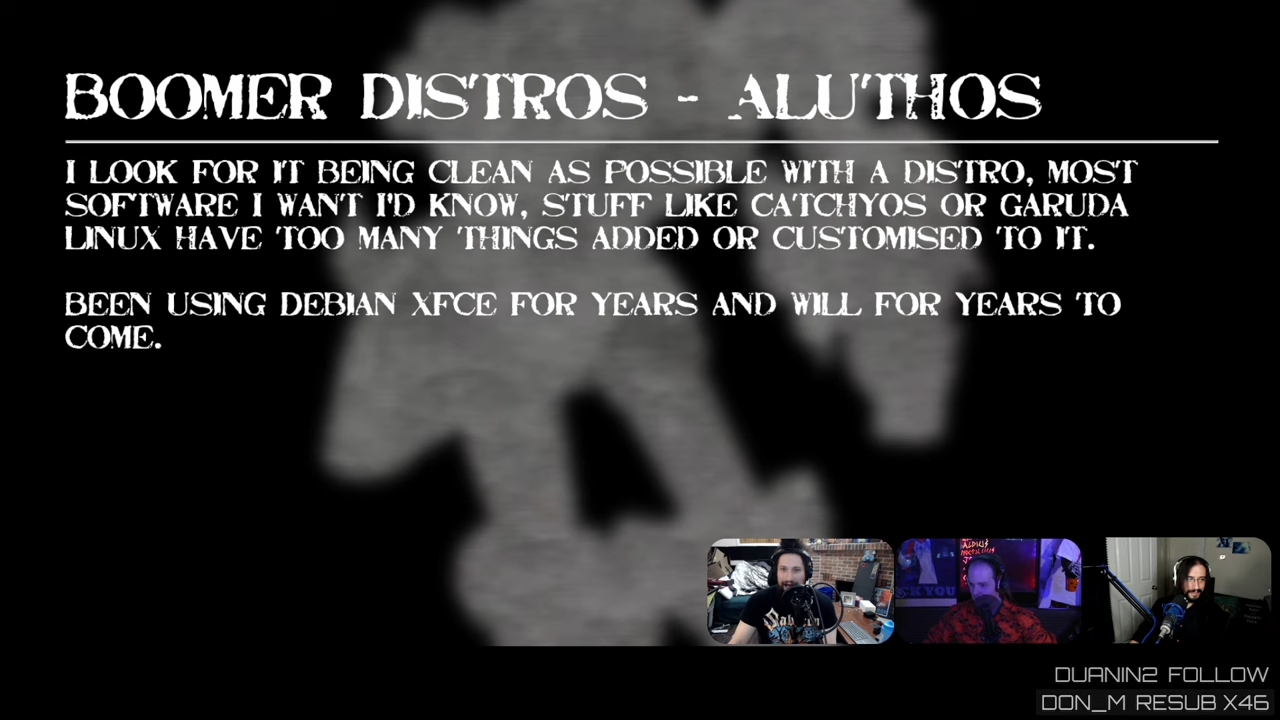 BOOMER DISTROS - ALUTHOS
I LOOK FOR IT BEING CLEAN AS POSSIBLE WITH A DISTRO, MOST
SOFTWARE I WANT I'D KNOW, STUFF LIKE CATCHYOS OR GARUDA
LINUX HAVE TOO MANY THINGS ADDED OR CUSTOMISED TO IT.
BEEN USING DEBIAN XFCE FOR YEARS AND WILL FOR YEARS TO
COME.
DURNIN2 FOLLOW
DON_M RESUB X46